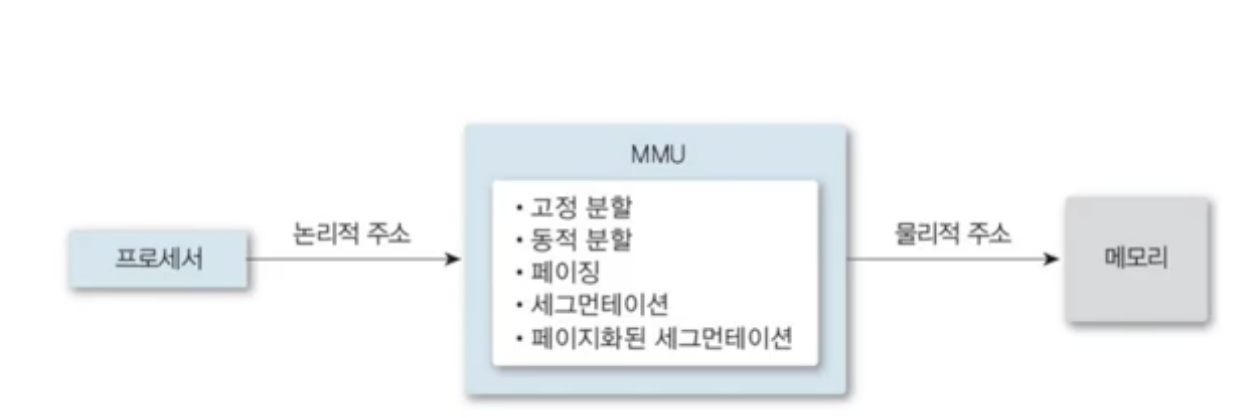 MMU
프로세서
논리적 주소
• 고정 분할
• 동적 분할
• 페이징
• 세그먼테이션
• 페이지화된 세그먼테이션
물리적 주소
메모리